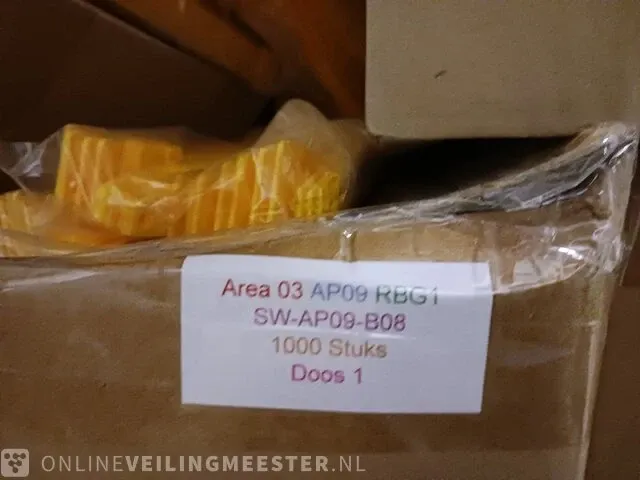 Area 03 AP09 RBG1
SW-AP09-B08
1000 Stuks
Doos 1
ONLINEVEILINGMEESTER.NL